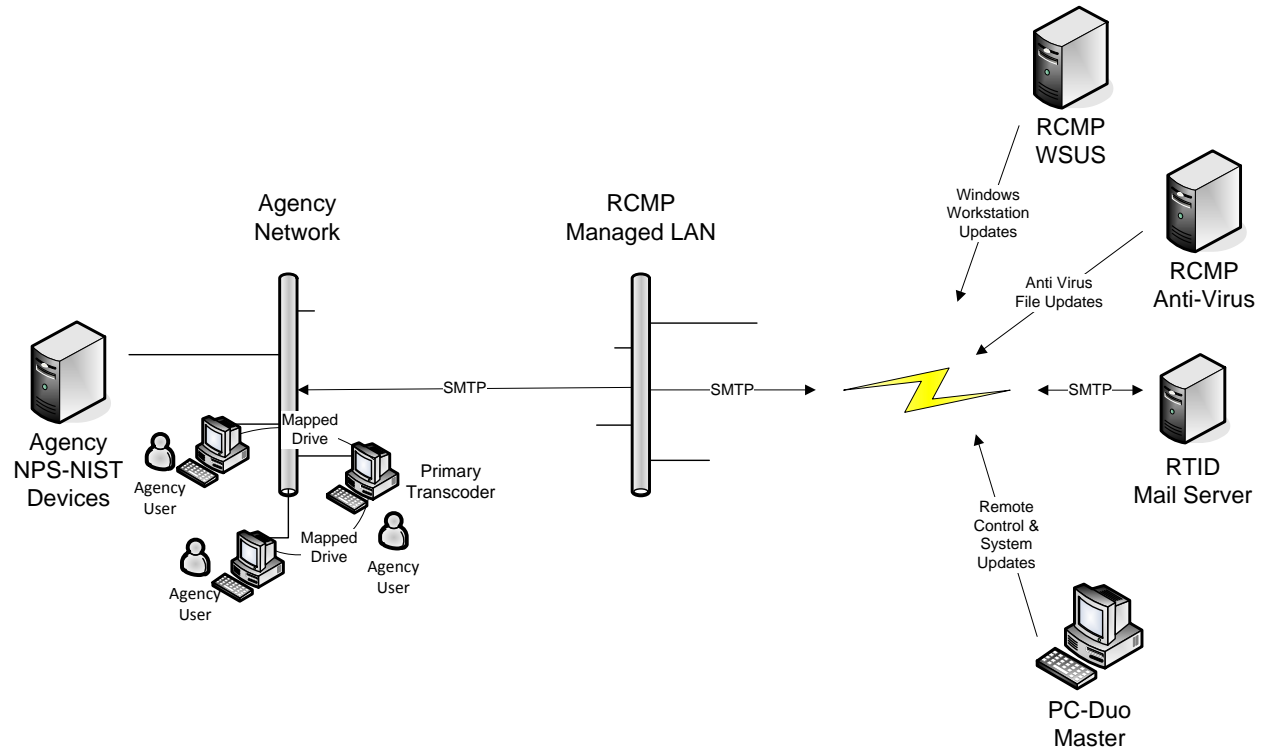 RCMP
WSUS
Windows
Workstation
Updates
RCMP
Anti-Virus
Anti Virus
File Updates
Agency
Network
RCMP
Managed LAN
SMTP
SMTP
SMTP
RTID
Mail Server
Agency
NPS-NIST
Devices
Mapped
Drive
Agency
User
Primary
Transcoder
Mapped
Drive
Agency
User
Agency
User
Remote
Control &
System
Updates
PC-Duo
Master